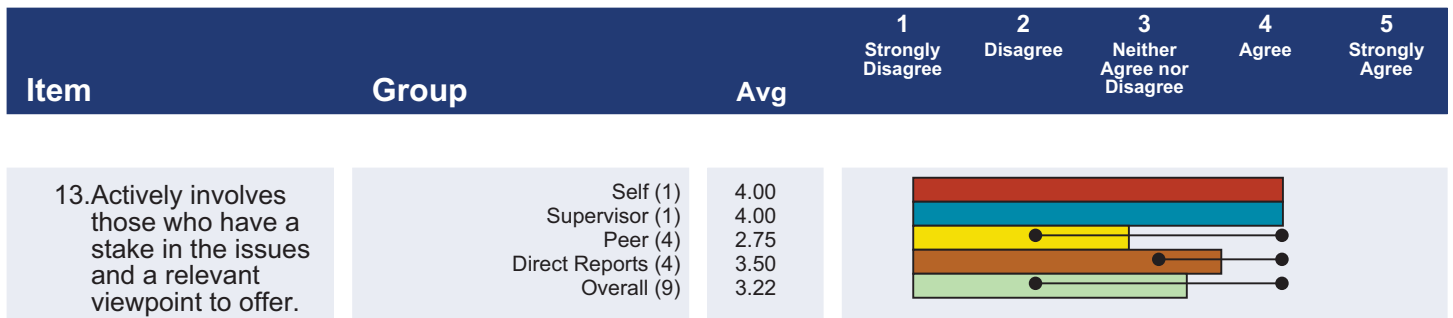 Item Group Avg
1 2 3 4 5
Strongly Disagree Neither Agree Strongly
Disagree Agree nor Agree
Disagree
13.Actively involves
those who have a
stake in the issues
and a relevant
viewpoint to offer.
Self (1) 4.00
Supervisor (1) 4.00
Peer (4) 2.75
Direct Reports (4) 3.50
Overall (9) 3.22